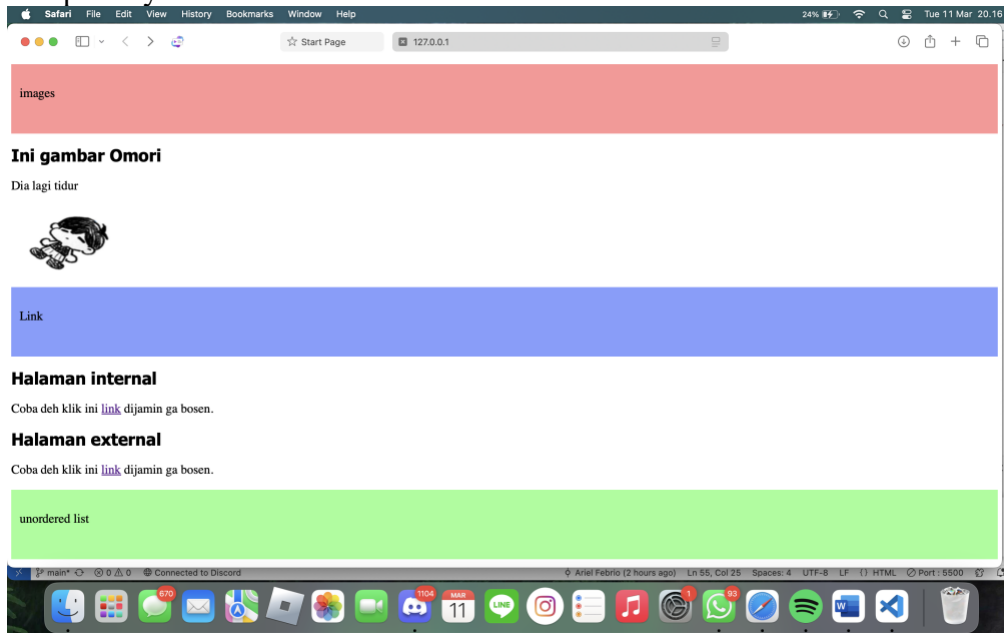 Safari File Edit View History Bookmarks Window Help 24% Tue 11 Mar 20.16
Start Page 127.0.0.1
images
Ini gambar Omori
Dia lagi tidur
Link
Halaman internal
Coba deh klik ini link dijamin ga bosen.
Halaman external
Coba deh klik ini link dijamin ga bosen.
unordered list
main* 0 0 Connected to Discord Ariel Febrio (2 hours ago) Ln 55, Col 25 Spaces: 4 UTF-8 LF {} HTML Port : 5500
670 1104 MAR 11 LINE 1 93 W